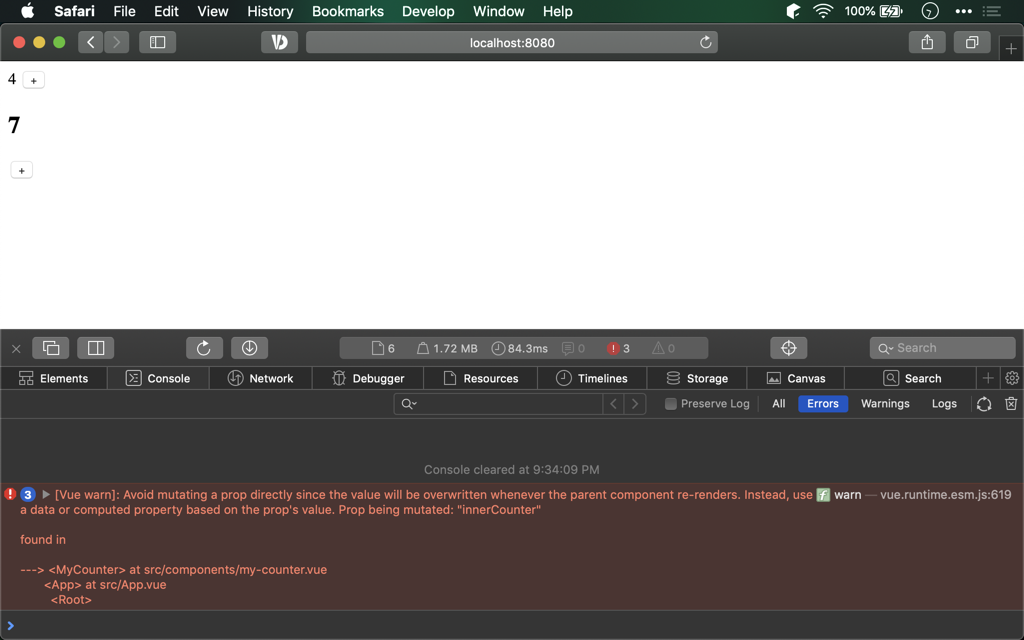 Safari File Edit View History Bookmarks Develop Window Help 100%
localhost:8080
4 +
7
+
6 1.72 MB 84.3ms 0 3 0 Search
Elements Console Network Debugger Resources Timelines Storage Canvas Search
Preserve Log All Errors Warnings Logs
Console cleared at 9:34:09 PM
3 [Vue warn]: Avoid mutating a prop directly since the value will be overwritten whenever the parent component re-renders. Instead, use f warn — vue.runtime.esm.js:619
a data or computed property based on the prop's value. Prop being mutated: "innerCounter"
found in
---> <MyCounter> at src/components/my-counter.vue
<App> at src/App.vue
<Root>